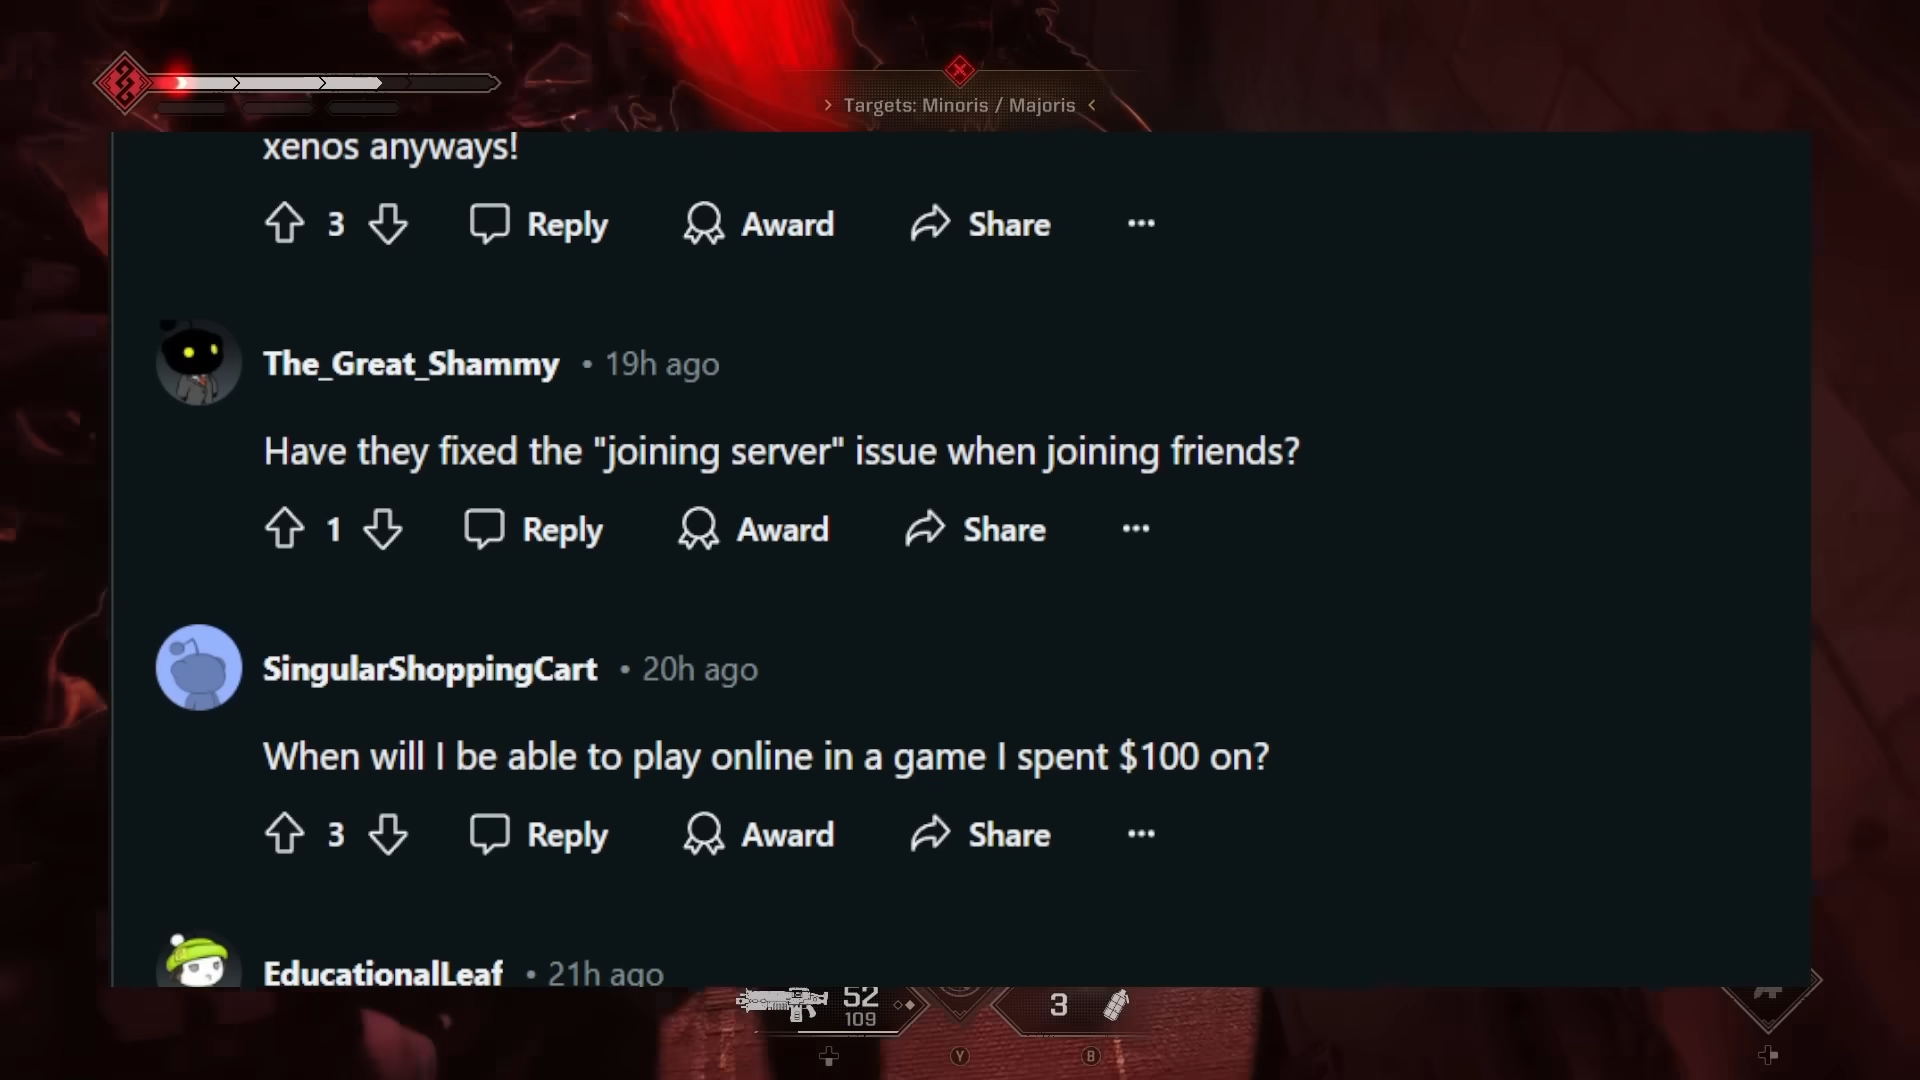 Targets: Minoris / Majoris
xenos anyways!
3 Reply Award Share ...
The_Great_Shammy • 19h ago
Have they fixed the "joining server" issue when joining friends?
1 Reply Award Share ...
SingularShoppingCart • 20h ago
When will I be able to play online in a game I spent $100 on?
3 Reply Award Share ...
EducationalLeaf • 21h ago
52
109
3
Y
B